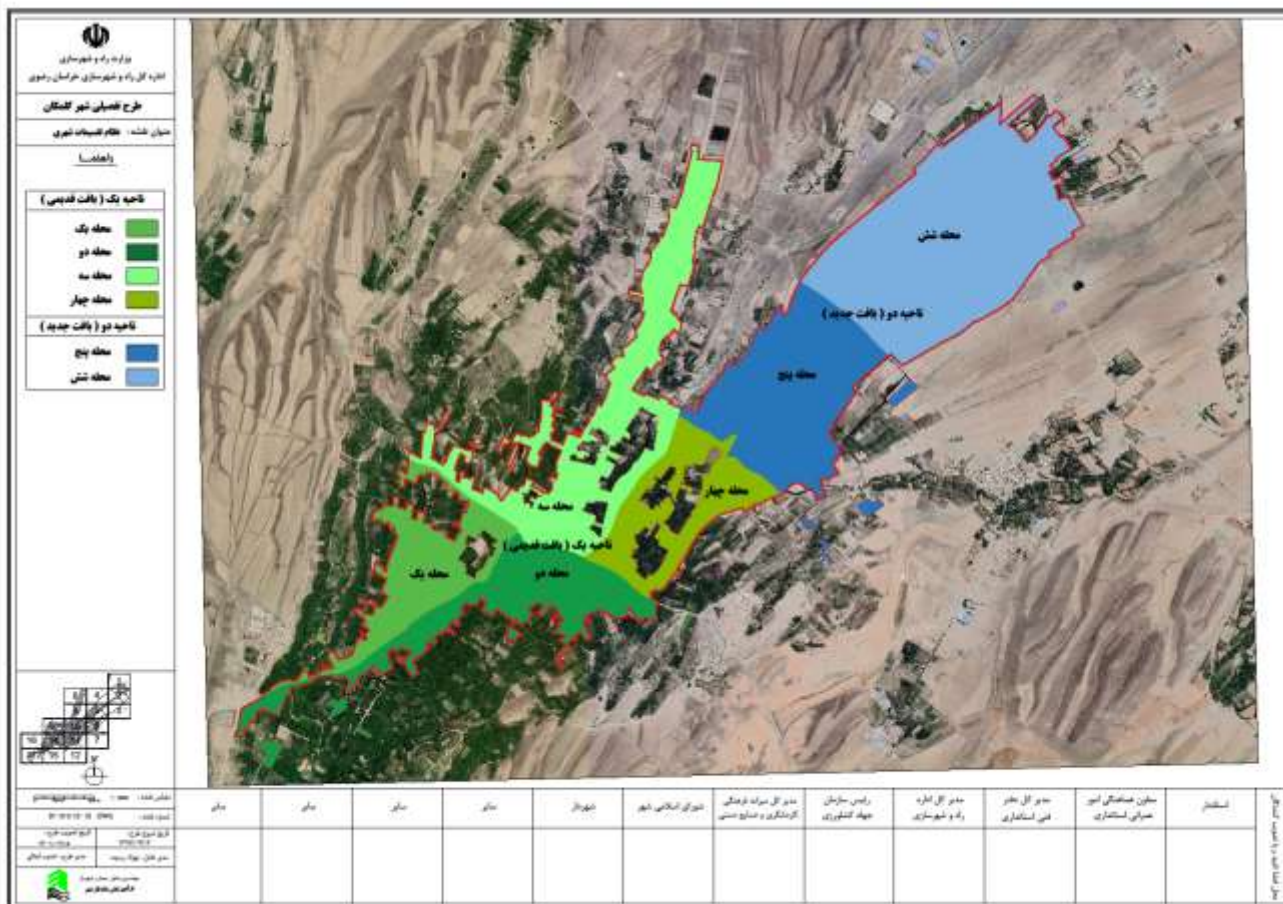 وزارت راه و شهرسازی
اداره کل راه و شهرسازی خراسان رضوی
طرح تفصیلی شهر گلمکان
عنوان نقشه: نظام تقسیمات شهری
راهنمــا
ناحیه یک ( بافت قدیمی )
محله یک
محله دو
محله سه
محله چهار
ناحیه دو ( بافت جدید )
محله پنج
محله شش
محله شش
ناحیه دو ( بافت جدید )
محله پنج
محله چهار
محله سه
ناحیه یک ( بافت قدیمی )
محله دو
محله یک
استاندار
معاون هماهنگی امور
عمرانی استانداری
مدیر کل دفتر
فنی استانداری
مدیر کل اداره
راه و شهرسازی
رئیس سازمان
جهاد کشاورزی
مدیر کل میراث فرهنگی
گردشگری و صنایع دستی
شورای اسلامی شهر
شهردار
سایر
سایر
سایر
سایر